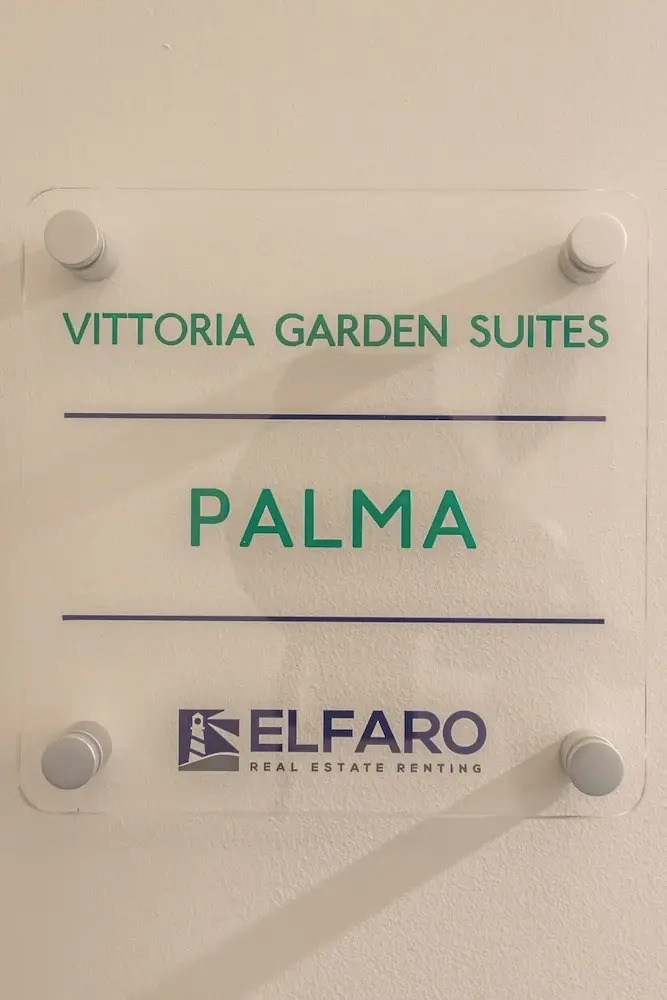 VITTORIA GARDEN SUITES
PALMA
ELFARO
REAL ESTATE RENTING